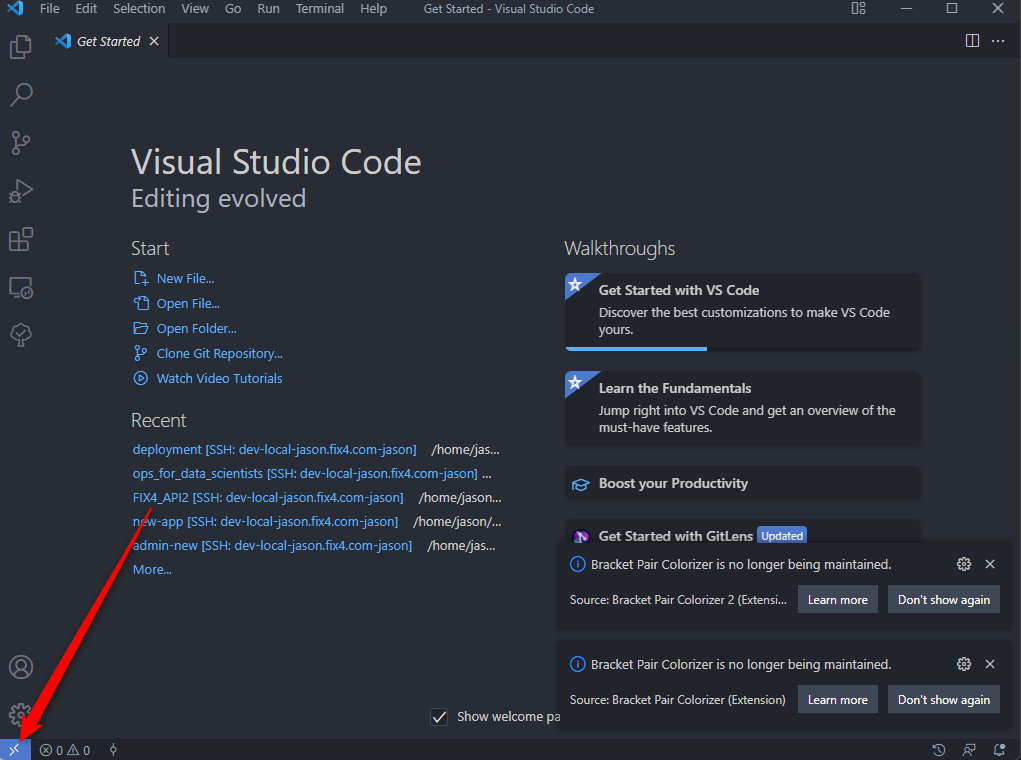 File Edit Selection View Go Run Terminal Help Get Started - Visual Studio Code
Get Started
Visual Studio Code
Editing evolved
Start
New File...
Open File...
Open Folder...
Clone Git Repository...
Watch Video Tutorials
Recent
deployment [SSH: dev-local-jason.fix4.com-jason] /home/jas...
ops_for_data_scientists [SSH: dev-local-jason.fix4.com-jason] ...
FIX4_API2 [SSH: dev-local-jason.fix4.com-jason] /home/jason...
new-app [SSH: dev-local-jason.fix4.com-jason] /home/jason/...
admin-new [SSH: dev-local-jason.fix4.com-jason] /home/jas...
More...
Walkthroughs
Get Started with VS Code
Discover the best customizations to make VS Code
yours.
Learn the Fundamentals
Jump right into VS Code and get an overview of the
must-have features.
Boost your Productivity
Get Started with GitLens Updated
Bracket Pair Colorizer is no longer being maintained.
Source: Bracket Pair Colorizer 2 (Extensi... Learn more Don't show again
Bracket Pair Colorizer is no longer being maintained.
Source: Bracket Pair Colorizer (Extension) Learn more Don't show again
Show welcome pa
0 0